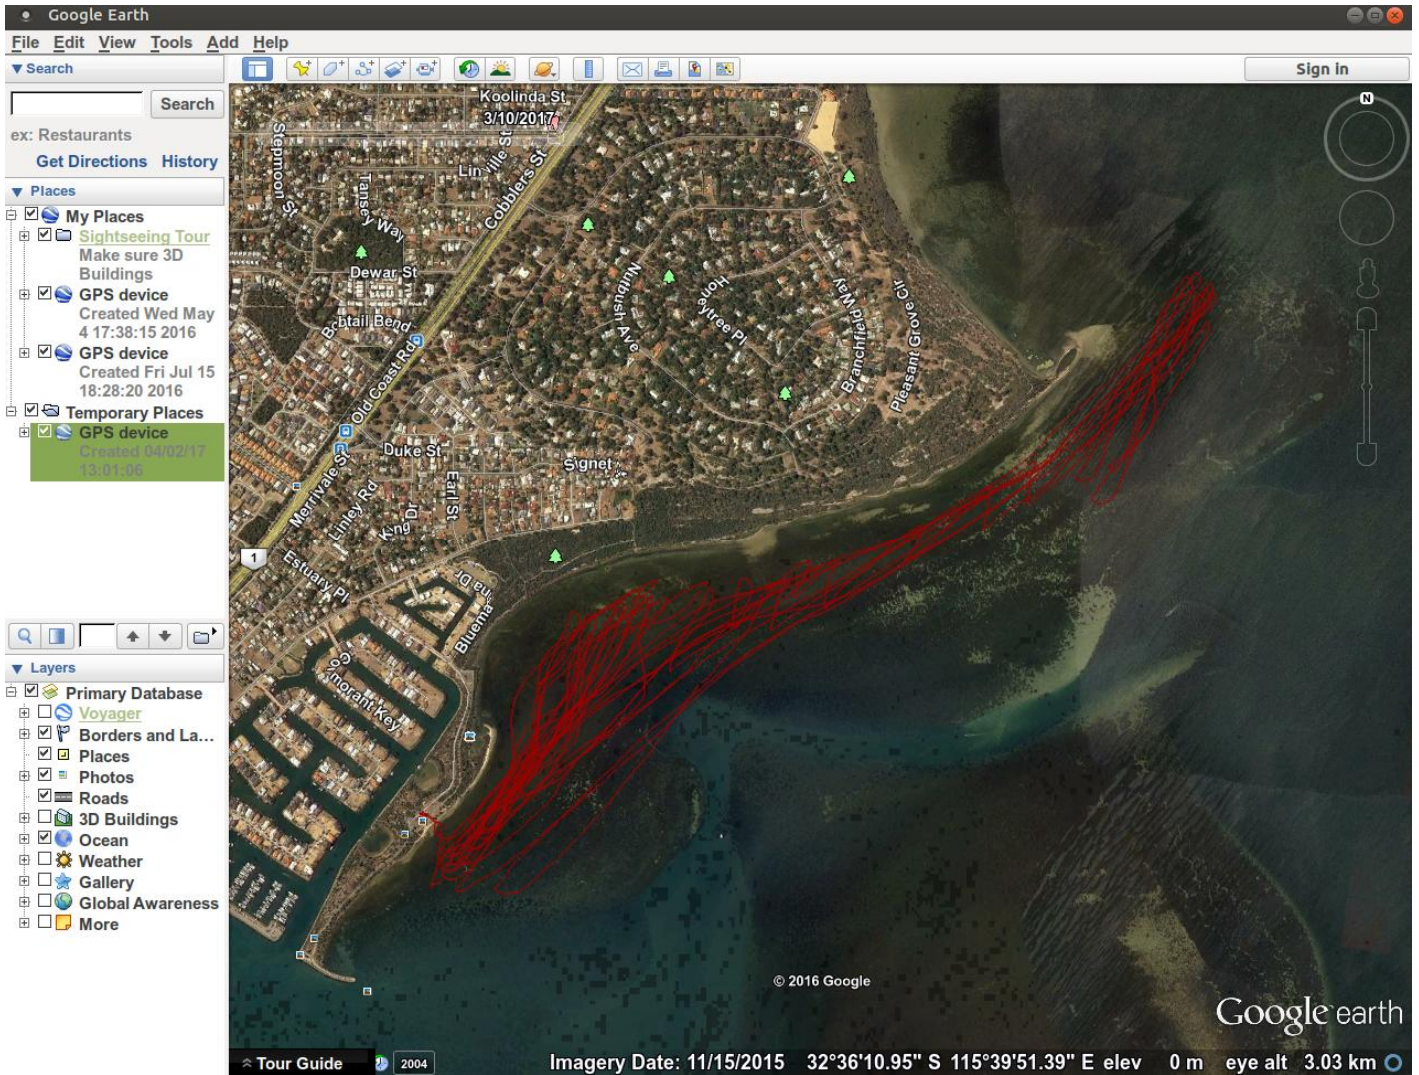 Google Earth
File Edit View Tools Add Help
Search
Sign in
Search
ex: Restaurants
Get Directions History
Places
My Places
Sightseeing Tour
Make sure 3D
Buildings
GPS device
Created Wed May
4 17:38:15 2016
GPS device
Created Fri Jul 15
18:28:20 2016
Temporary Places
GPS device
Created 04/02/17
13:01:06
Layers
Primary Database
Voyager
Borders and La...
Places
Photos
Roads
3D Buildings
Ocean
Weather
Gallery
Global Awareness
More
N
Koolinda St
3/10/2017
Stepmoor St
Tansey Way
Cobblers St
Dewar St
Nutbush Ave
Honeytree Pl
Branchfield Way
Pleasant Grove Cir
Old Coast Rd
Duke St
Signet
Merrivale St
Linley Rd
King Dr
Earl St
1
Estuary Pl
Cormorant Key
© 2016 Google
Google earth
Tour Guide
2004
Imagery Date: 11/15/2015 32°36'10.95" S 115°39'51.39" E elev 0 m eye alt 3.03 km